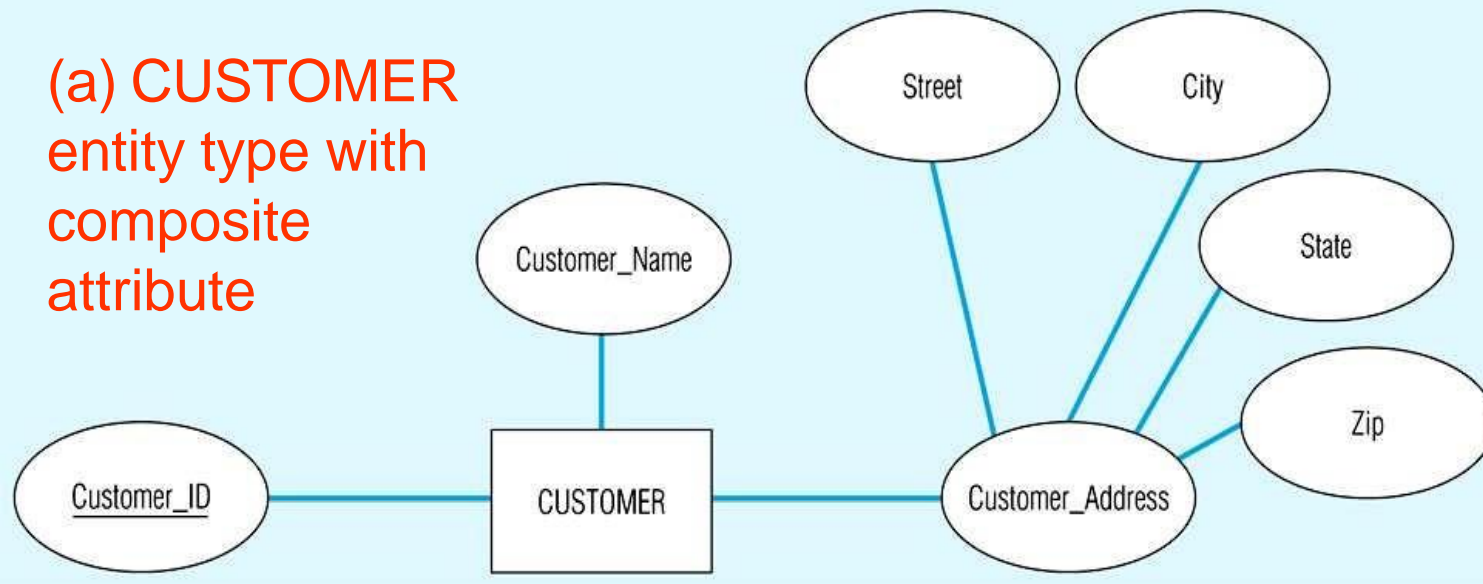 (a) CUSTOMER
entity type with
composite
attribute
Street
City
Customer_Name
State
Zip
Customer_ID
CUSTOMER
Customer_Address